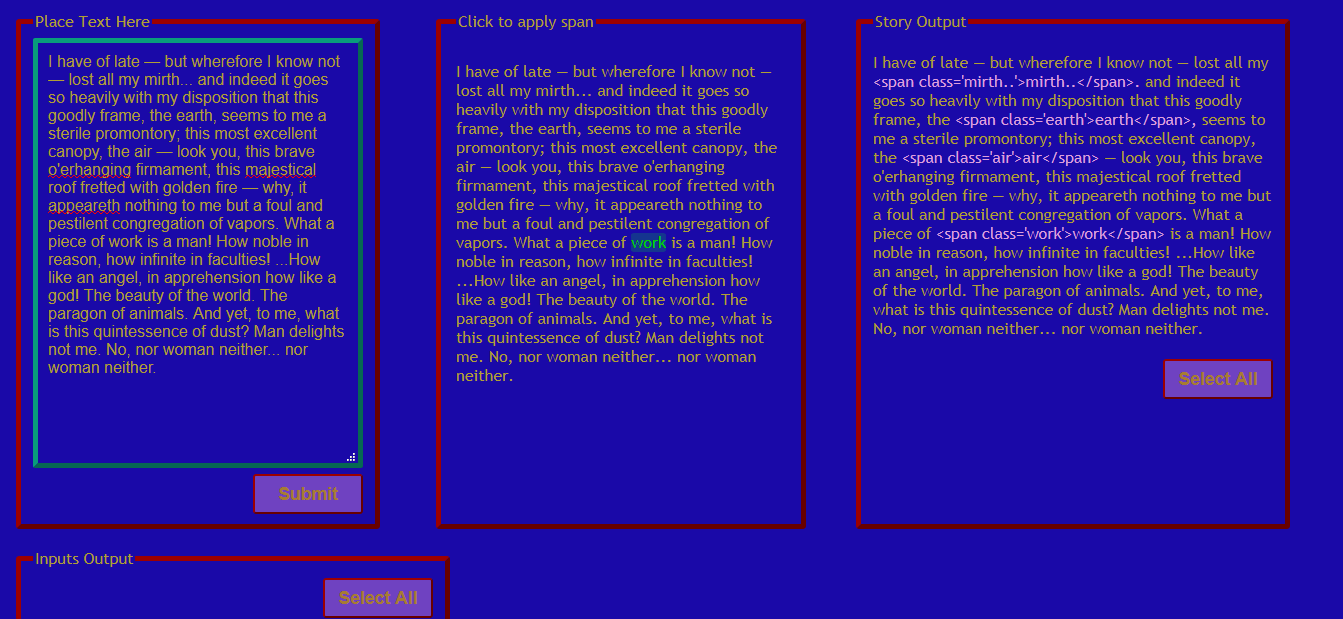 Place Text Here
I have of late — but wherefore I know not
— lost all my mirth... and indeed it goes
so heavily with my disposition that this
goodly frame, the earth, seems to me a
sterile promontory; this most excellent
canopy, the air — look you, this brave
o'erhanging firmament, this majestical
roof fretted with golden fire — why, it
appeareth nothing to me but a foul and
pestilent congregation of vapors. What a
piece of work is a man! How noble in
reason, how infinite in faculties! ...How
like an angel, in apprehension how like a
god! The beauty of the world. The
paragon of animals. And yet, to me, what
is this quintessence of dust? Man delights
not me. No, nor woman neither... nor
woman neither.
Submit
Click to apply span
I have of late — but wherefore I know not —
lost all my mirth... and indeed it goes so
heavily with my disposition that this goodly
frame, the earth, seems to me a sterile
promontory; this most excellent canopy, the
air — look you, this brave o'erhanging
firmament, this majestical roof fretted with
golden fire — why, it appeareth nothing to
me but a foul and pestilent congregation of
vapors. What a piece of work is a man! How
noble in reason, how infinite in faculties!
...How like an angel, in apprehension how
like a god! The beauty of the world. The
paragon of animals. And yet, to me, what is
this quintessence of dust? Man delights not
me. No, nor woman neither... nor woman
neither.
Story Output
I have of late — but wherefore I know not — lost all my
<span class='mirth..'>mirth..</span>. and indeed it
goes so heavily with my disposition that this goodly
frame, the <span class='earth'>earth</span>, seems to
me a sterile promontory; this most excellent canopy,
the <span class='air'>air</span> — look you, this brave
o'erhanging firmament, this majestical roof fretted
with golden fire — why, it appeareth nothing to me but
a foul and pestilent congregation of vapors. What a
piece of <span class='work'>work</span> is a man! How
noble in reason, how infinite in faculties! ...How like
an angel, in apprehension how like a god! The beauty
of the world. The paragon of animals. And yet, to me,
what is this quintessence of dust? Man delights not me.
No, nor woman neither... nor woman neither.
Select All
Inputs Output
Select All